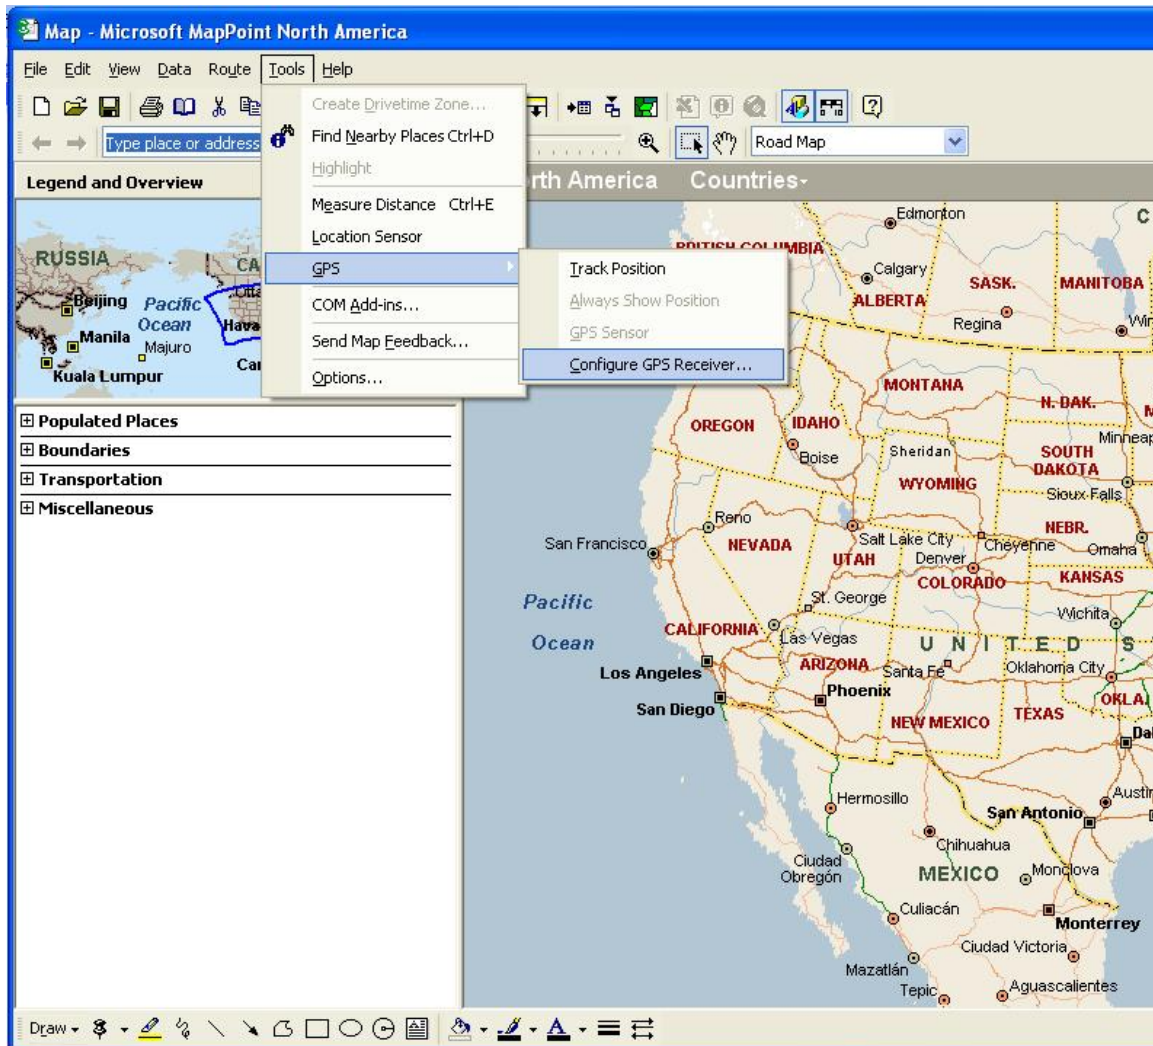 Map - Microsoft MapPoint North America
File Edit View Data Route Tools Help
Type place or address
Road Map
Create Drivetime Zone...
Find Nearby Places Ctrl+D
Highlight
Measure Distance Ctrl+E
Location Sensor
GPS
COM Add-ins...
Send Map Feedback...
Options...
Track Position
Always Show Position
GPS Sensor
Configure GPS Receiver...
Legend and Overview
RUSSIA
Beijing
Pacific
Ocean
Manila
Majuro
Kuala Lumpur
Populated Places
Boundaries
Transportation
Miscellaneous
America Countries
Edmonton
BRITISH COLUMBIA
Calgary
ALBERTA
SASK.
MANITOBA
Regina
MONTANA
N. DAK.
OREGON
IDAHO
Boise
Sheridan
SOUTH
DAKOTA
WYOMING
Sioux Falls
Reno
San Francisco
NEVADA
Salt Lake City
UTAH
Cheyenne
NEBR.
Omaha
Denver
COLORADO
KANSAS
Pacific
Ocean
St. George
Wichita
CALIFORNIA
Las Vegas
UNITED S
Los Angeles
ARIZONA
Santa Fe
Oklahoma City
Phoenix
OKLA.
San Diego
NEW MEXICO
TEXAS
Hermosillo
San Antonio
Chihuahua
Ciudad
Obregón
MEXICO
Monclova
Culiacán
Monterrey
Ciudad Victoria
Mazatlán
Tepic
Aguascalientes
Draw